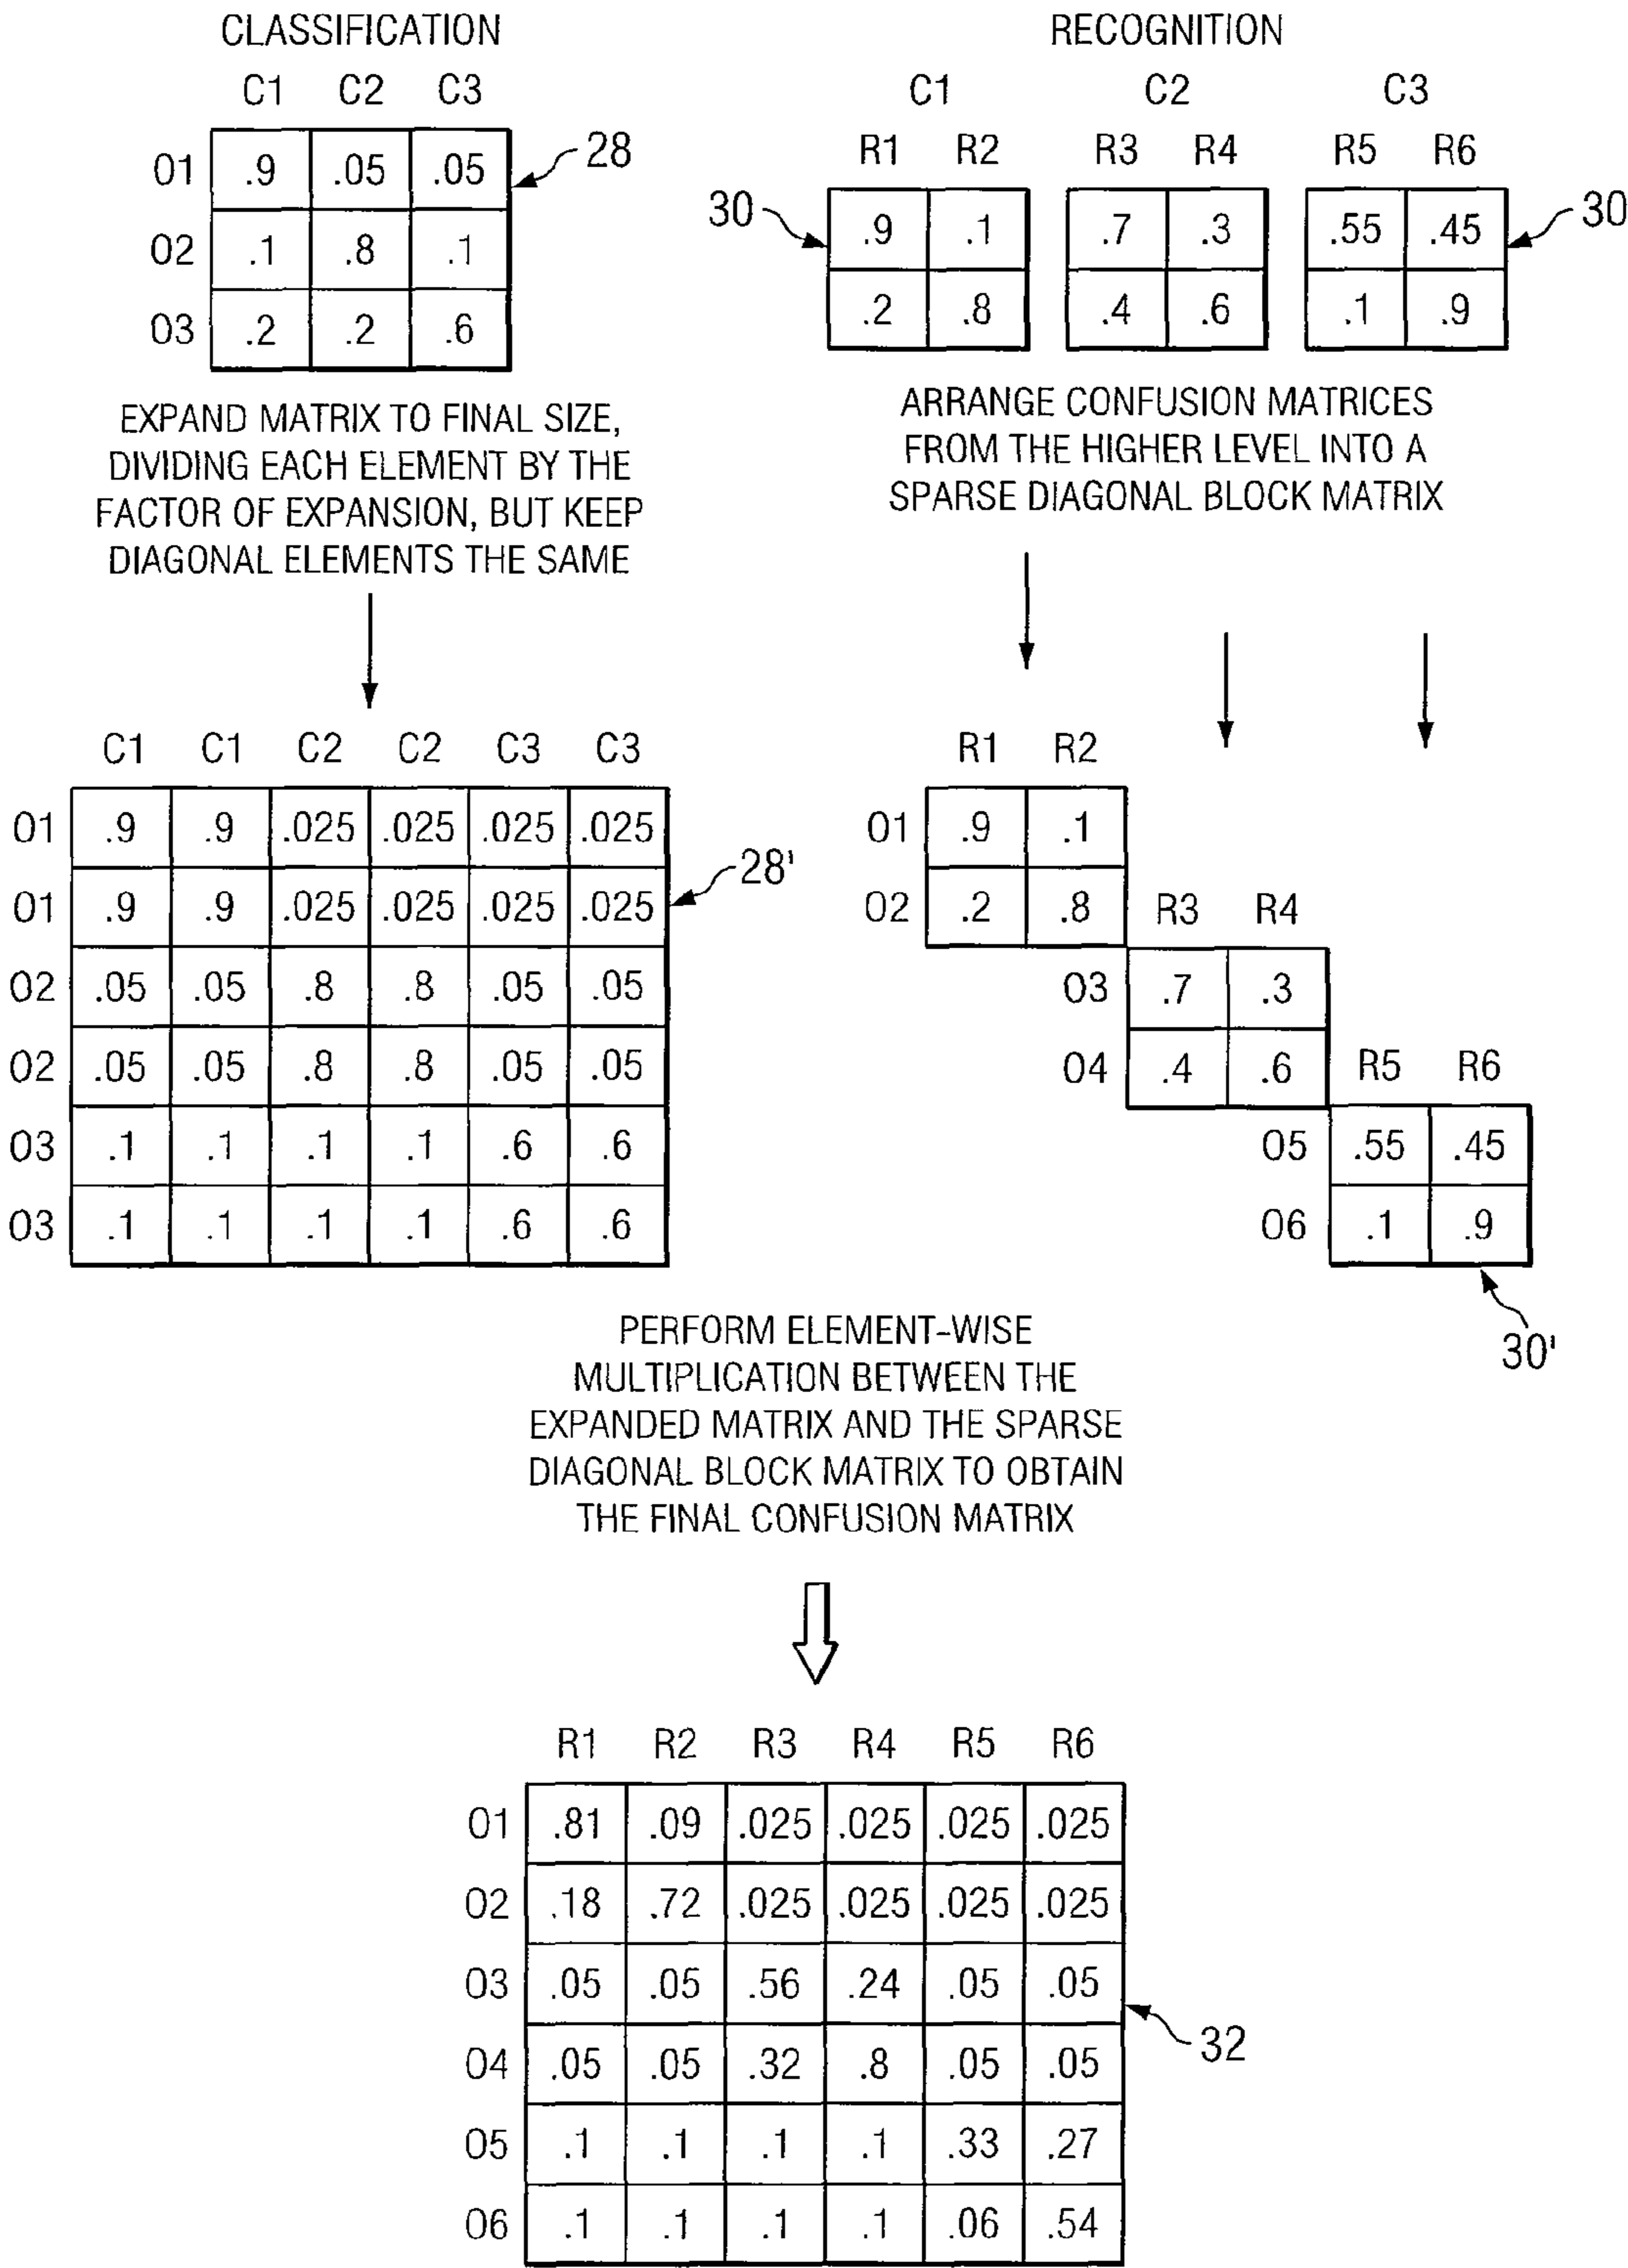 CLASSIFICATION
C1 C2 C3
O1 .9 .05 .05
O2 .1 .8 .1
O3 .2 .2 .6
28
EXPAND MATRIX TO FINAL SIZE,
DIVIDING EACH ELEMENT BY THE
FACTOR OF EXPANSION, BUT KEEP
DIAGONAL ELEMENTS THE SAME
RECOGNITION
C1 C2 C3
R1 R2 R3 R4 R5 R6
30 .9 .1 .7 .3 .55 .45 30
.2 .8 .4 .6 .1 .9
ARRANGE CONFUSION MATRICES
FROM THE HIGHER LEVEL INTO A
SPARSE DIAGONAL BLOCK MATRIX
C1 C1 C2 C2 C3 C3
O1 .9 .9 .025 .025 .025 .025
O1 .9 .9 .025 .025 .025 .025
O2 .05 .05 .8 .8 .05 .05
O2 .05 .05 .8 .8 .05 .05
O3 .1 .1 .1 .1 .6 .6
O3 .1 .1 .1 .1 .6 .6
28'
R1 R2
O1 .9 .1
O2 .2 .8
R3 R4
O3 .7 .3
O4 .4 .6
R5 R6
O5 .55 .45
O6 .1 .9
30'
PERFORM ELEMENT-WISE
MULTIPLICATION BETWEEN THE
EXPANDED MATRIX AND THE SPARSE
DIAGONAL BLOCK MATRIX TO OBTAIN
THE FINAL CONFUSION MATRIX
R1 R2 R3 R4 R5 R6
O1 .81 .09 .025 .025 .025 .025
O2 .18 .72 .025 .025 .025 .025
O3 .05 .05 .56 .24 .05 .05
O4 .05 .05 .32 .8 .05 .05
O5 .1 .1 .1 .1 .33 .27
O6 .1 .1 .1 .1 .06 .54
32